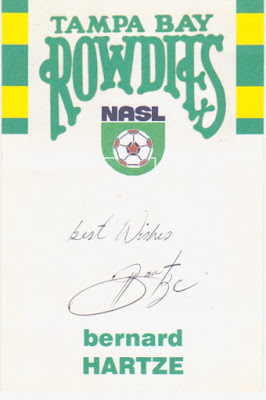 TAMPA BAY
ROWDIES
NASL
best Wishes
bernard
HARTZE